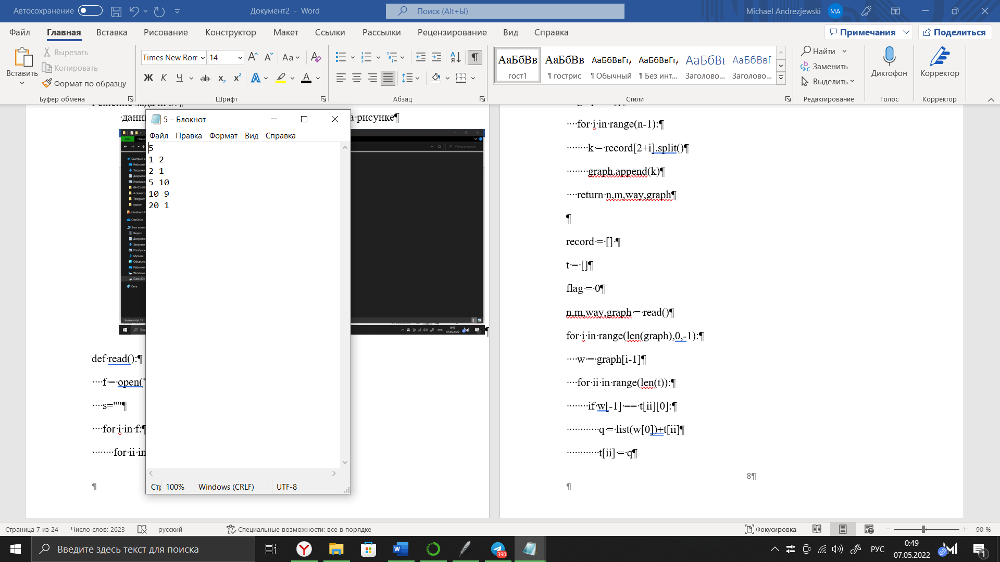 Автосохранение
Документ2 - Word
Поиск (Alt+Ы)
Michael Andrezjewski
MA
Файл Главная Вставка Рисование Конструктор Макет Ссылки Рассылки Рецензирование Вид Справка
Примечания
Поделиться
Вставить
Вырезать
Копировать
Формат по образцу
Буфер обмена
Times New Rom 14
Aa
Ж К Ч ab x₂ x²
Шрифт
Абзац
АаБбВв АаБбВв АаБбВвГг, АаБбВвГг, АаБбВі АаБбВвГ
гост1 ¶ гострис ¶ Обычный ¶ Без инт... Заголово... Заголово...
Стили
Найти
Заменить
Выделить
Редактирование
Диктофон
Голос
Корректор
Корректор
·данн
а·рисунке¶
5 – Блокнот
Файл Правка Формат Вид Справка
5
1 2
2 1
5 10
10 9
20 1
100% Windows (CRLF) UTF-8
def·read():¶
····f·=·open('
····s=""¶
····for·i·in·f:¶
········for·ii·in
¶
····for·i·in·range(n-1):¶
········k·=·record[2+i].split()¶
········graph.append(k)¶
····return·n,m,way,graph¶
¶
record·=·[]·¶
t·=·[]¶
flag·=·0¶
n,m,way,graph·=·read()¶
for·i·in·range(len(graph),0,-1):¶
····w·=·graph[i-1]¶
····for·ii·in·range(len(t)):¶
········if·w[-1]·==·t[ii][0]:¶
············q·=·list(w[0])+t[ii]¶
············t[ii]·=·q¶
8¶
¶
Страница 7 из 24 Число слов: 2623 русский Специальные возможности: все в порядке
Фокусировка
90 %
Введите здесь текст для поиска
390
РУС
0:49
07.05.2022
1